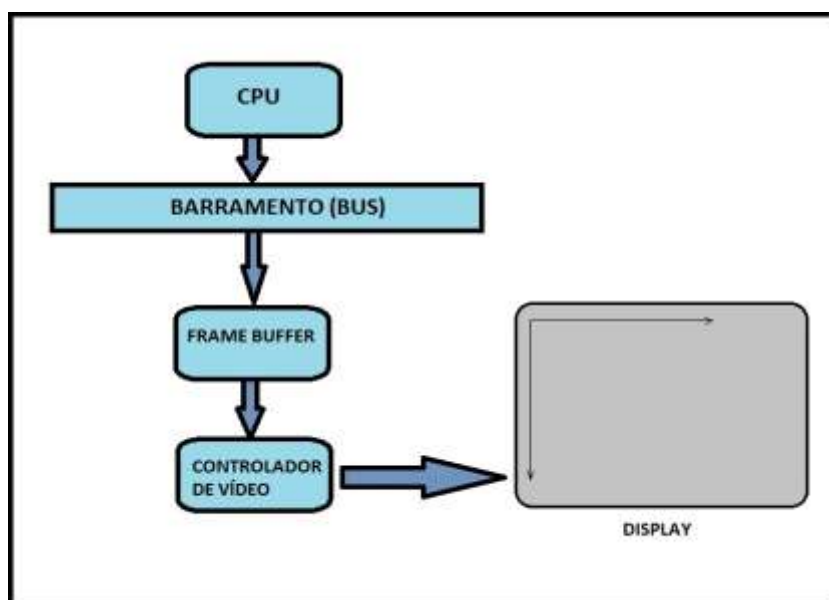 CPU
BARRAMENTO (BUS)
FRAME BUFFER
CONTROLADOR
DE VÍDEO
DISPLAY